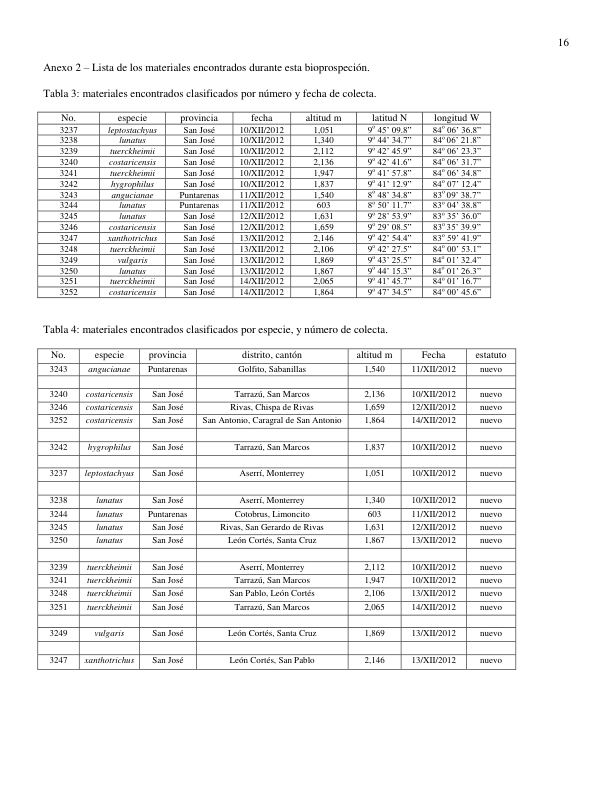 16
Anexo 2 – Lista de los materiales encontrados durante esta bioprospeción.
Tabla 3: materiales encontrados clasificados por número y fecha de colecta.
No. especie provincia fecha altitud m latitud N longitud W
3237 leptostachyus San José 10/XII/2012 1,051 9° 45' 09.8" 84° 06' 36.8"
3238 lunatus San José 10/XII/2012 1,340 9° 44' 34.7" 84° 06' 21.8"
3239 tuerckheimii San José 10/XII/2012 2,112 9° 42' 45.9" 84° 06' 23.3"
3240 costaricensis San José 10/XII/2012 2,136 9° 42' 41.6" 84° 06' 31.7"
3241 tuerckheimii San José 10/XII/2012 1,947 9° 41' 57.8" 84° 06' 34.8"
3242 hygrophilus San José 10/XII/2012 1,837 9° 41' 12.9" 84° 07' 12.4"
3243 angucianae Puntarenas 11/XII/2012 1,540 8° 48' 34.8" 83° 09' 38.7"
3244 lunatus Puntarenas 11/XII/2012 603 8° 50' 11.7" 83° 04' 38.8"
3245 lunatus San José 12/XII/2012 1,631 9° 28' 53.9" 83° 35' 36.0"
3246 costaricensis San José 12/XII/2012 1,659 9° 29' 08.5" 83° 35' 39.9"
3247 xanthotrichus San José 13/XII/2012 2,146 9° 42' 54.4" 83° 59' 41.9"
3248 tuerckheimii San José 13/XII/2012 2,106 9° 42' 27.5" 84° 00' 53.1"
3249 vulgaris San José 13/XII/2012 1,869 9° 43' 25.5" 84° 01' 32.4"
3250 lunatus San José 13/XII/2012 1,867 9° 44' 15.3" 84° 01' 26.3"
3251 tuerckheimii San José 14/XII/2012 2,065 9° 41' 45.7" 84° 01' 16.7"
3252 costaricensis San José 14/XII/2012 1,864 9° 47' 34.5" 84° 00' 45.6"
Tabla 4: materiales encontrados clasificados por especie, y número de colecta.
No. especie provincia distrito, cantón altitud m Fecha estatuto
3243 angucianae Puntarenas Golfito, Sabanillas 1,540 11/XII/2012 nuevo
3240 costaricensis San José Tarrazú, San Marcos 2,136 10/XII/2012 nuevo
3246 costaricensis San José Rivas, Chispa de Rivas 1,659 12/XII/2012 nuevo
3252 costaricensis San José San Antonio, Caragral de San Antonio 1,864 14/XII/2012 nuevo
3242 hygrophilus San José Tarrazú, San Marcos 1,837 10/XII/2012 nuevo
3237 leptostachyus San José Aserrí, Monterrey 1,051 10/XII/2012 nuevo
3238 lunatus San José Aserrí, Monterrey 1,340 10/XII/2012 nuevo
3244 lunatus Puntarenas Cotobrus, Limoncito 603 11/XII/2012 nuevo
3245 lunatus San José Rivas, San Gerardo de Rivas 1,631 12/XII/2012 nuevo
3250 lunatus San José León Cortés, Santa Cruz 1,867 13/XII/2012 nuevo
3239 tuerckheimii San José Aserrí, Monterrey 2,112 10/XII/2012 nuevo
3241 tuerckheimii San José Tarrazú, San Marcos 1,947 10/XII/2012 nuevo
3248 tuerckheimii San José San Pablo, León Cortés 2,106 13/XII/2012 nuevo
3251 tuerckheimii San José Tarrazú, San Marcos 2,065 14/XII/2012 nuevo
3249 vulgaris San José León Cortés, Santa Cruz 1,869 13/XII/2012 nuevo
3247 xanthotrichus San José León Cortés, San Pablo 2,146 13/XII/2012 nuevo